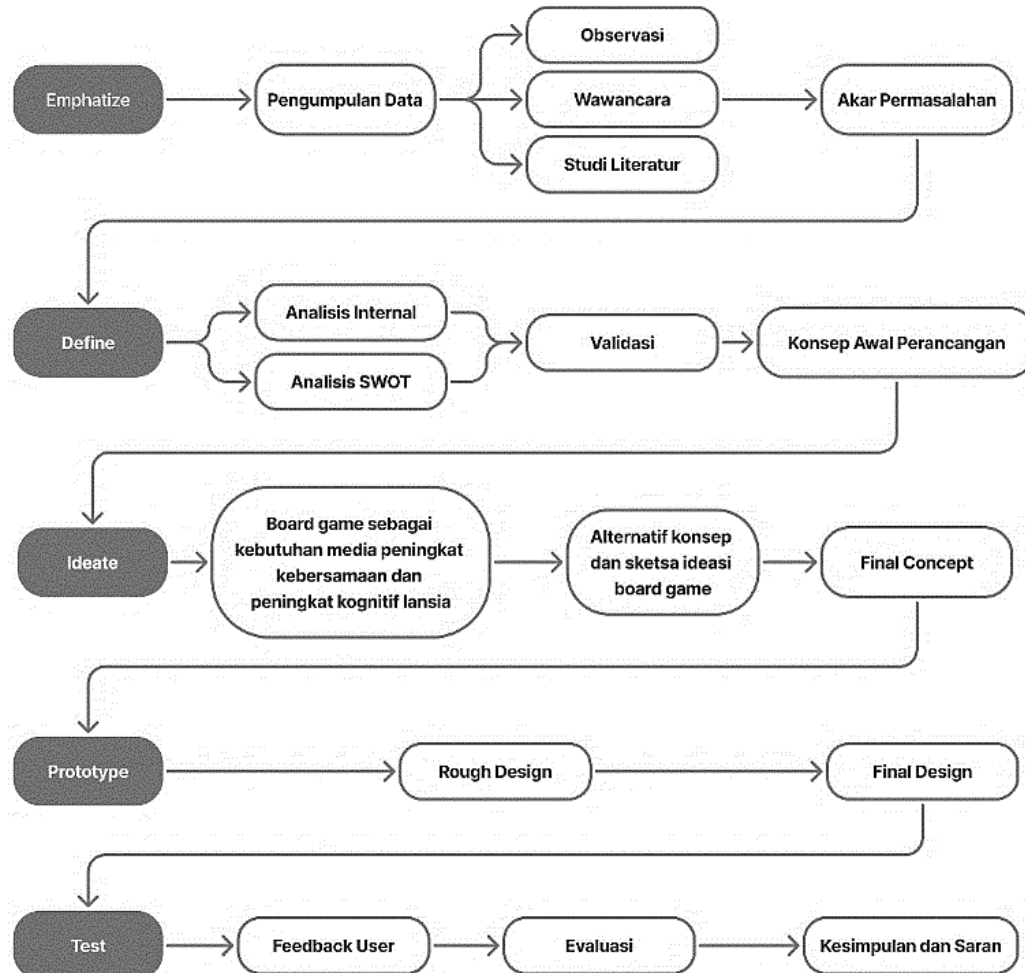 Observasi
Emphatize
Pengumpulan Data
Wawancara
Akar Permasalahan
Studi Literatur
Define
Analisis Internal
Analisis SWOT
Validasi
Konsep Awal Perancangan
Ideate
Board game sebagai
kebutuhan media peningkat
kebersamaan dan
peningkat kognitif lansia
Alternatif konsep
dan sketsa ideasi
board game
Final Concept
Prototype
Rough Design
Final Design
Test
Feedback User
Evaluasi
Kesimpulan dan Saran